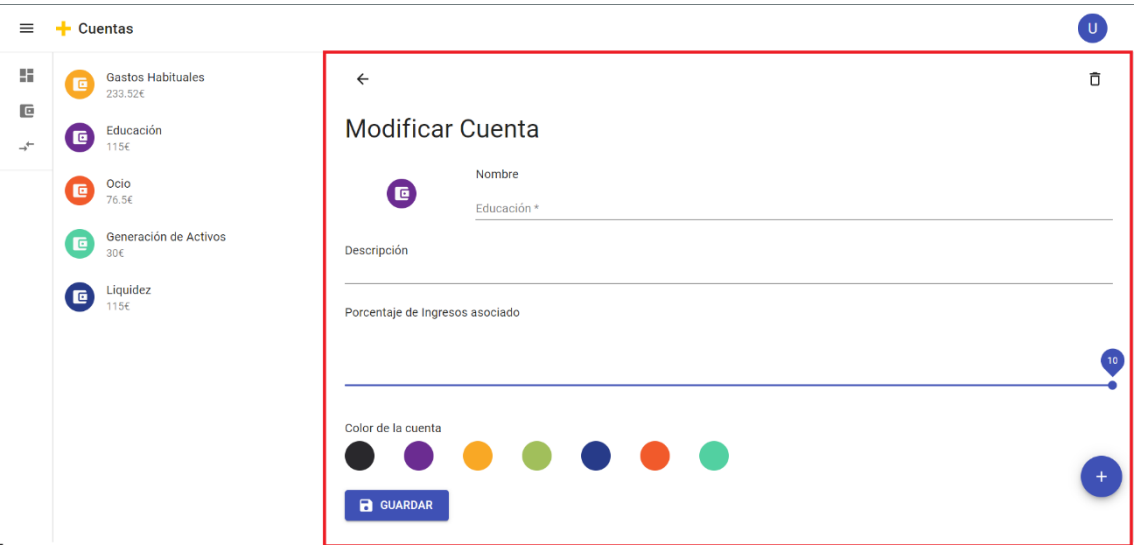 Cuentas
U
Gastos Habituales
233.52€
Educación
115€
Ocio
76.5€
Generación de Activos
30€
Liquidez
115€
Modificar Cuenta
Nombre
Educación *
Descripción
Porcentaje de Ingresos asociado
10
Color de la cuenta
GUARDAR